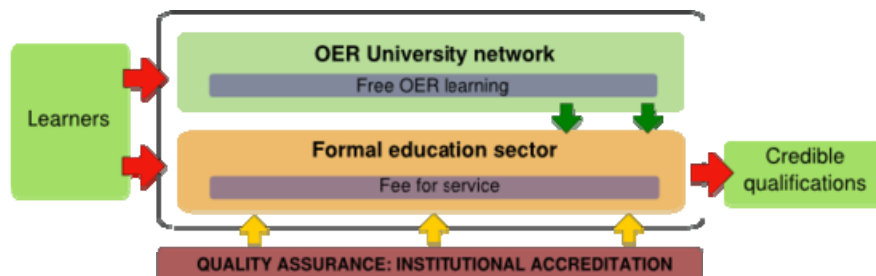 OER University network
Free OER learning
Learners
Formal education sector
Fee for service
Credible
qualifications
QUALITY ASSURANCE: INSTITUTIONAL ACCREDITATION